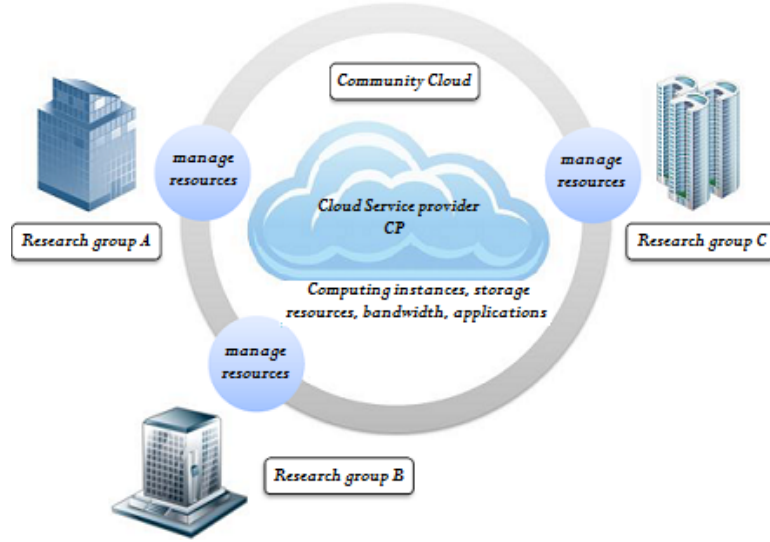 Community Cloud
manage
resources
manage
resources
Cloud Service provider
CP
Research group A
Research group C
Computing instances, storage
resources, bandwidth, applications
manage
resources
Research group B